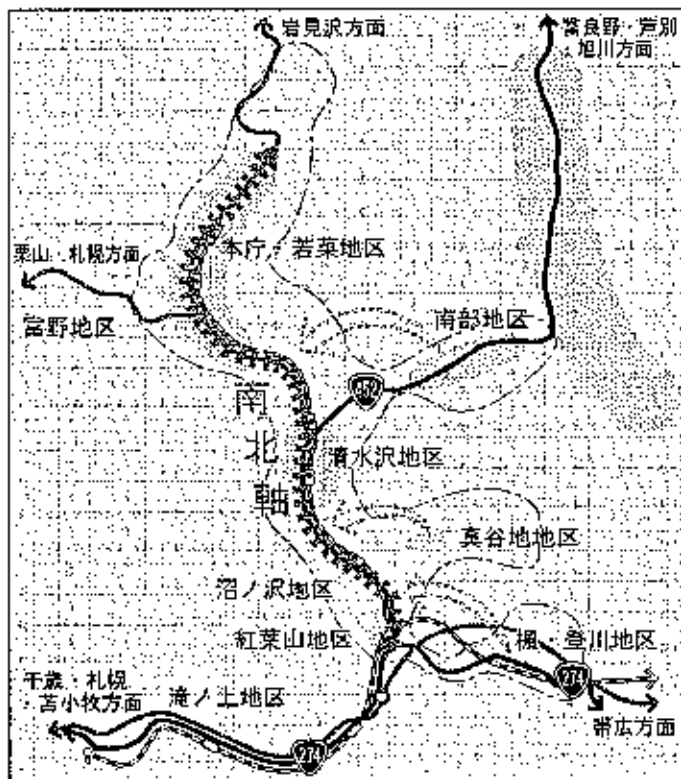 岩見沢方面
富良野・芦別
旭川方面
本庁・若菜地区
栗山・札幌方面
富野地区
南部地区
452
南
北
軸
清水沢地区
真谷地地区
沼ノ沢地区
紅葉山地区
楓・登川地区
千歳・札幌
・苫小牧方面
滝ノ上地区
274
帯広方面
274